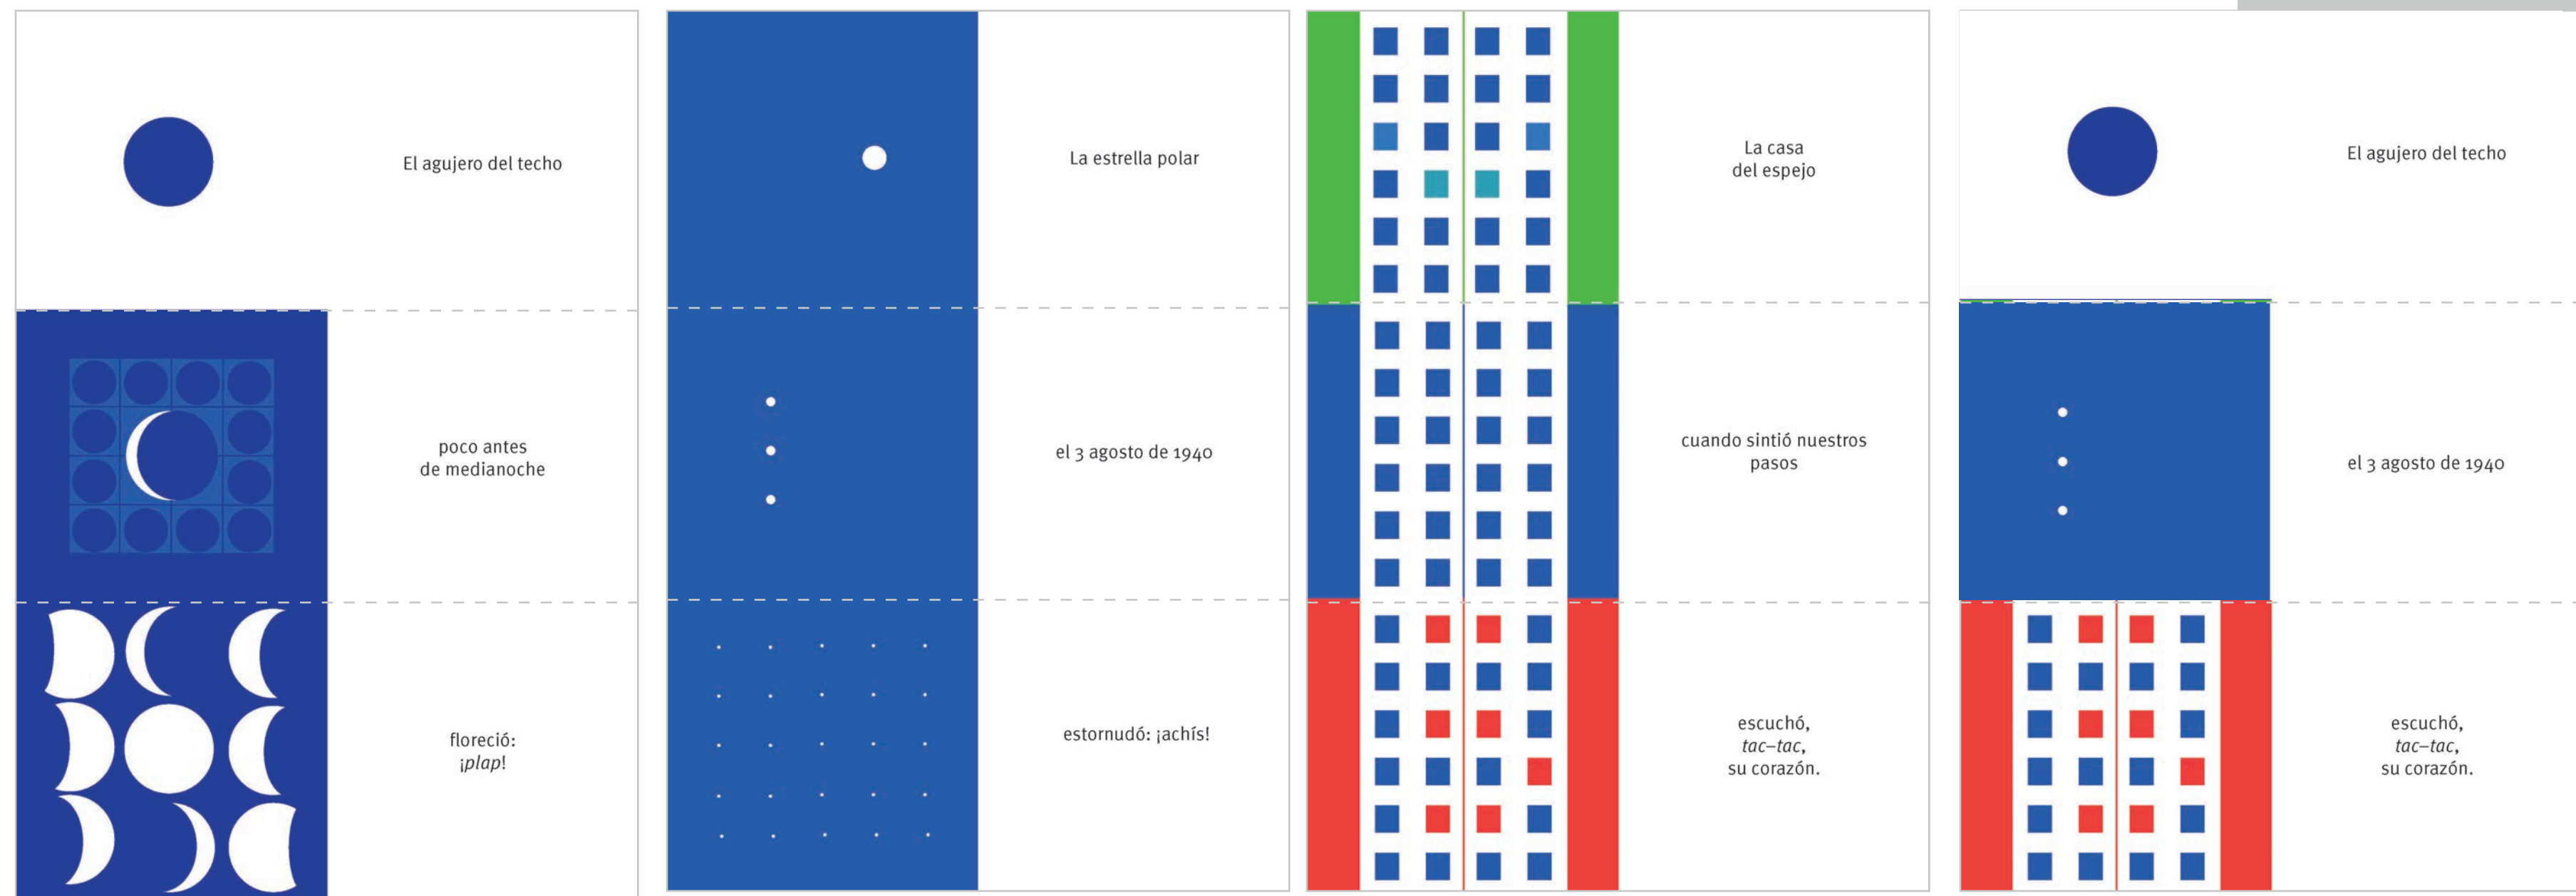 El agujero del techo
poco antes
de medianoche
floreció:
¡plap!
La estrella polar
el 3 agosto de 1940
estornudó: ¡achís!
La casa
del espejo
cuando sintió nuestros
pasos
escuchó,
tac–tac,
su corazón.
El agujero del techo
el 3 agosto de 1940
escuchó,
tac–tac,
su corazón.